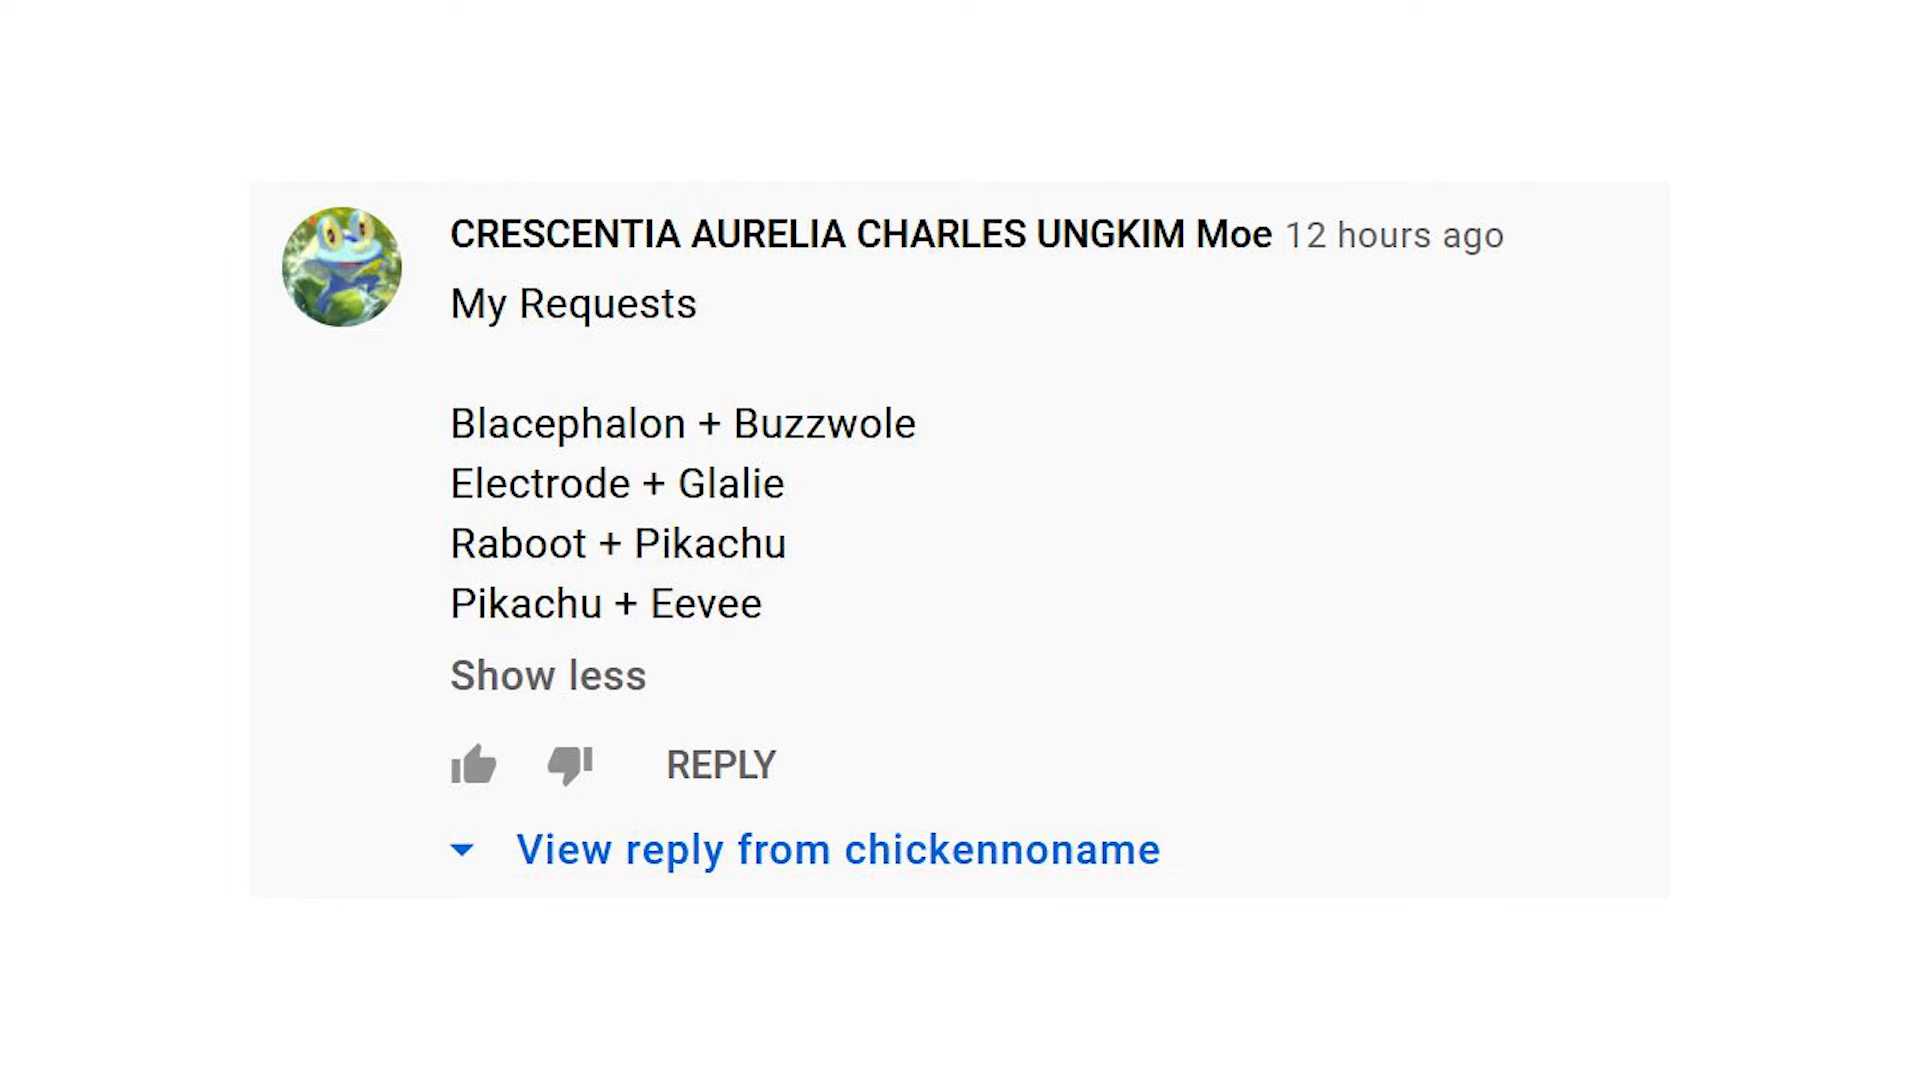 CRESCENTIA AURELIA CHARLES UNGKIM Moe 12 hours ago
My Requests
Blacephalon + Buzzwole
Electrode + Glalie
Raboot + Pikachu
Pikachu + Eevee
Show less
REPLY
View reply from chickennoname